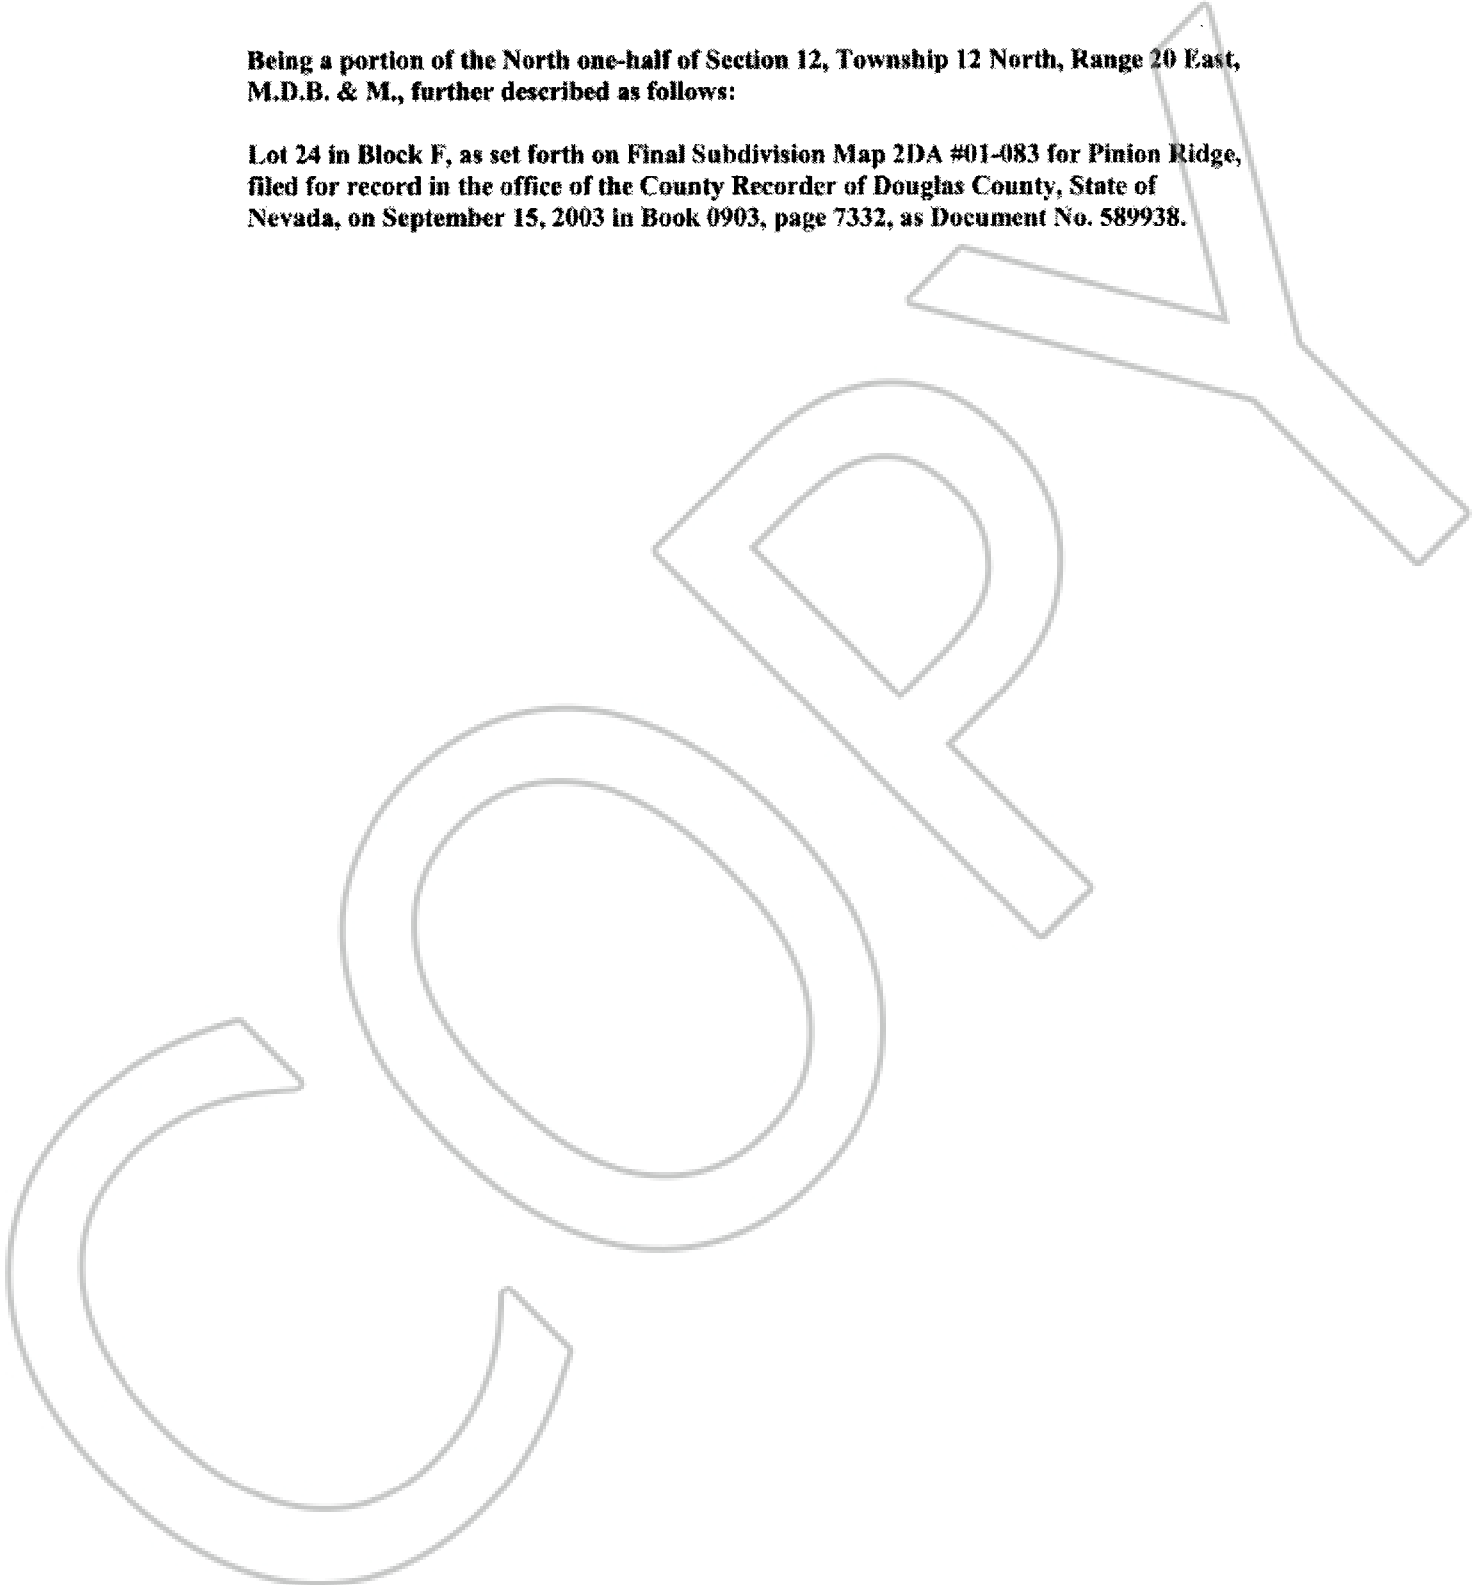 Being a portion of the North one-half of Section 12, Township 12 North, Range 20 East,
M.D.B. & M., further described as follows:
Lot 24 in Block F, as set forth on Final Subdivision Map 2DA #01-083 for Pinion Ridge,
filed for record in the office of the County Recorder of Douglas County, State of
Nevada, on September 15, 2003 in Book 0903, page 7332, as Document No. 589938.
COPY